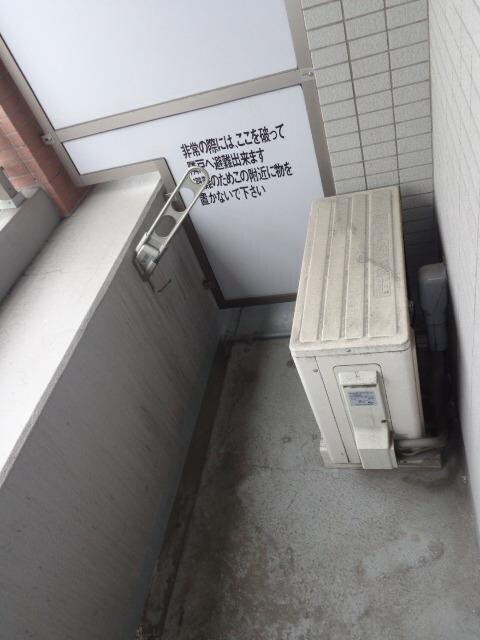 非常の際には、ここを破って
隣戸へ避難出来ます
のためこの附近に物を
置かないで下さい